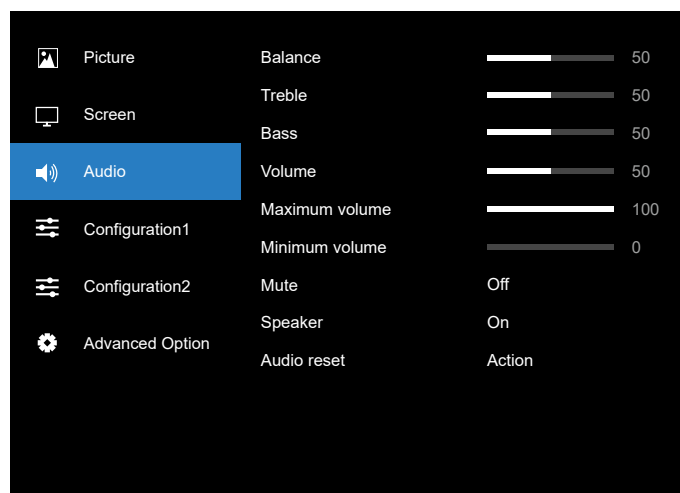 Picture
Screen
Audio
Configuration1
Configuration2
Advanced Option
Balance 50
Treble 50
Bass 50
Volume 50
Maximum volume 100
Minimum volume 0
Mute Off
Speaker On
Audio reset Action